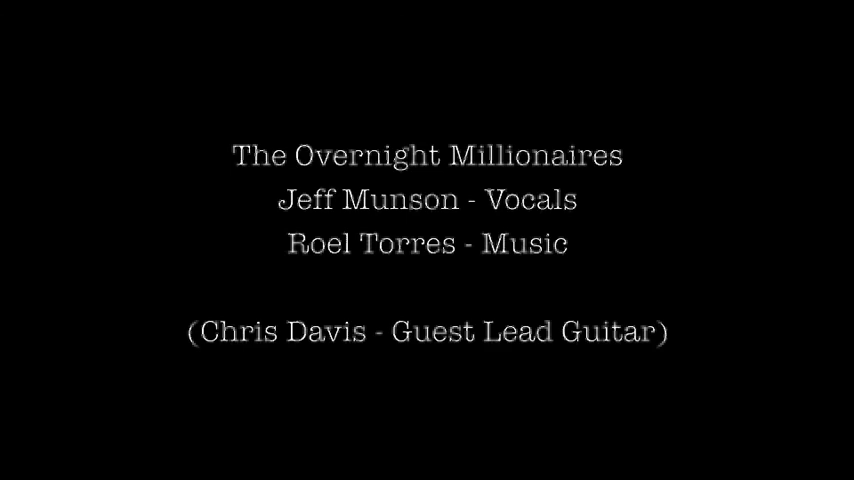 The Overnight Millionaires
Jeff Munson - Vocals
Roel Torres - Music
(Chris Davis - Guest Lead Guitar)